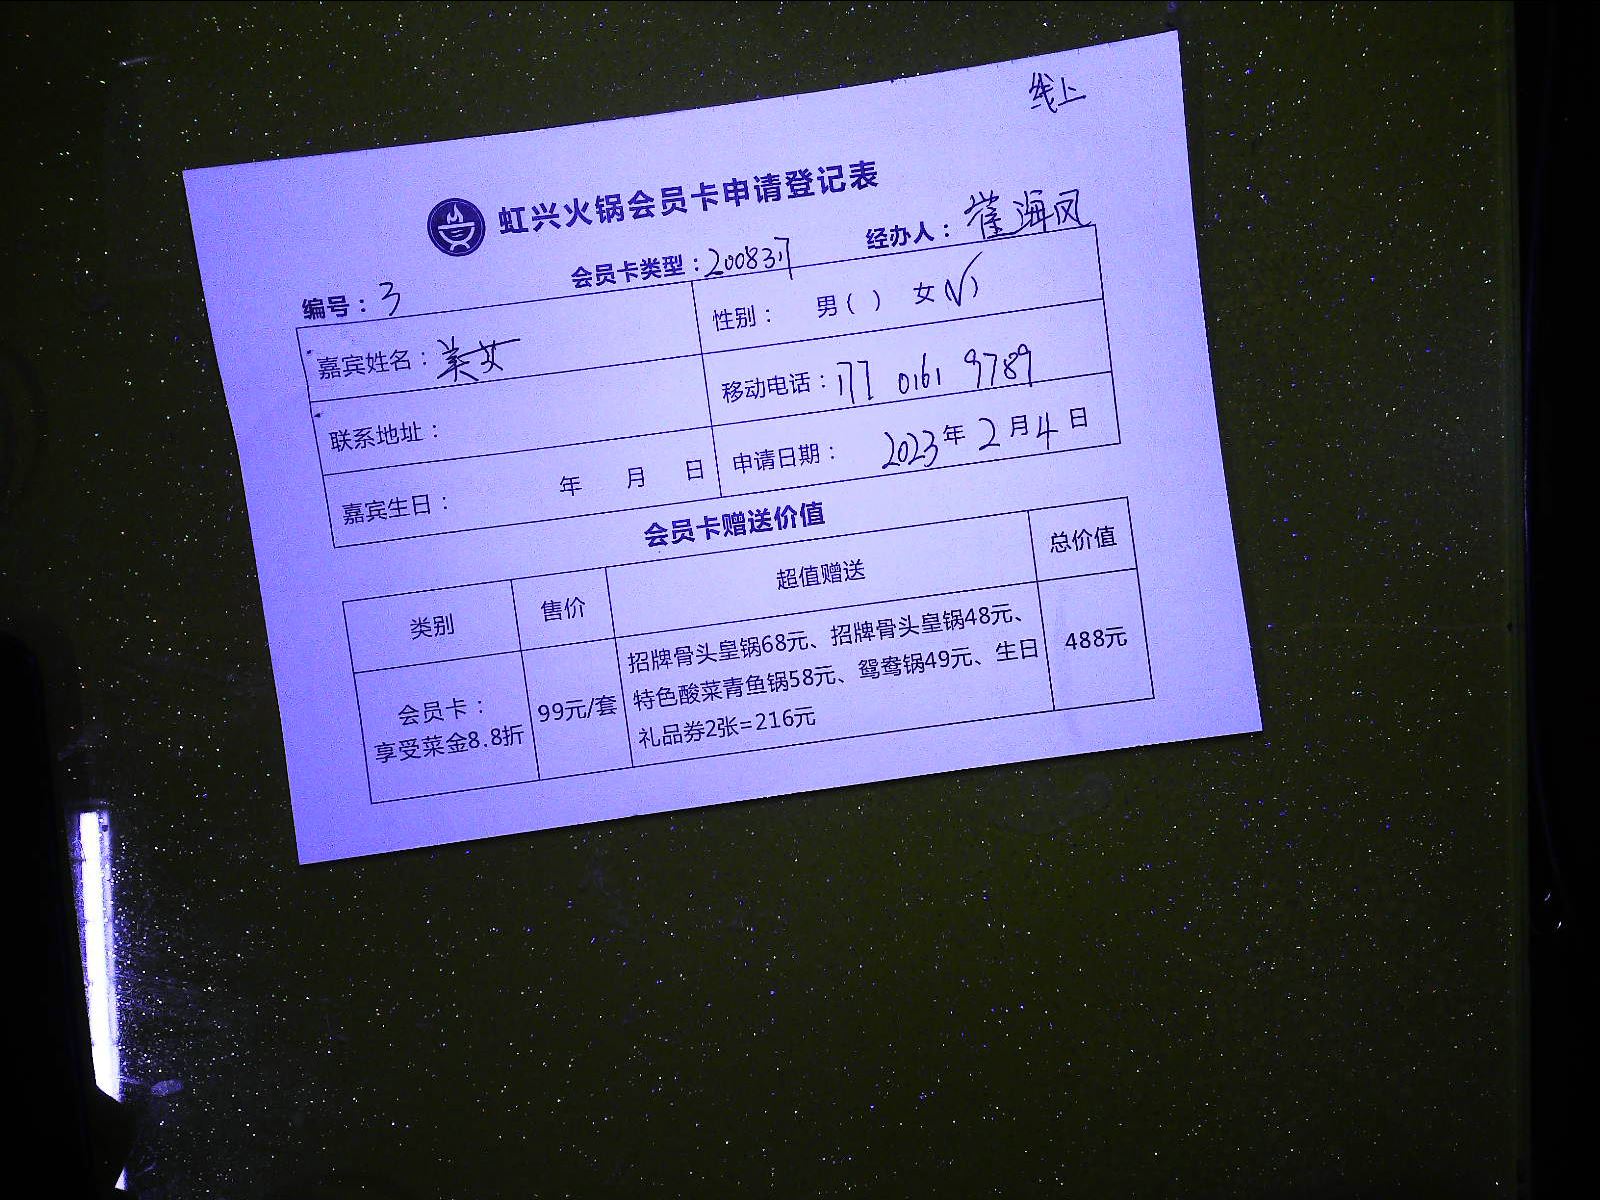 线上
虹兴火锅会员卡申请登记表
编号：3 会员卡类型：2008317 经办人：崔海风
嘉宾姓名：美女 性别： 男（ ） 女（√）
联系地址： 移动电话：177 0161 9789
嘉宾生日： 年 月 日 申请日期： 2023年2月4日
会员卡赠送价值
类别 售价 超值赠送 总价值
会员卡：
享受菜金8.8折
99元/套
招牌骨头皇锅68元、招牌骨头皇锅48元、
特色酸菜青鱼锅58元、鸳鸯锅49元、生日
礼品券2张=216元
488元